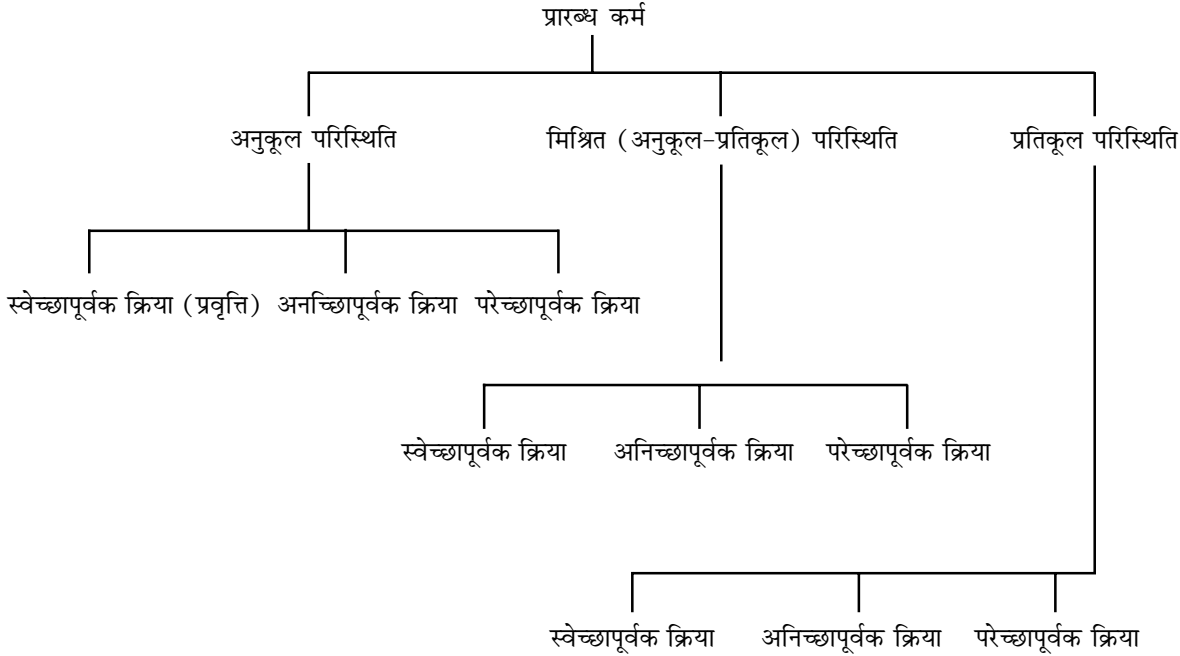 प्रारब्ध कर्म
अनुकूल परिस्थिति मिश्रित (अनुकूल-प्रतिकूल) परिस्थिति प्रतिकूल परिस्थिति
स्वेच्छापूर्वक क्रिया (प्रवृत्ति) अनच्छिापूर्वक क्रिया परेच्छापूर्वक क्रिया
स्वेच्छापूर्वक क्रिया अनिच्छापूर्वक क्रिया परेच्छापूर्वक क्रिया
स्वेच्छापूर्वक क्रिया अनिच्छापूर्वक क्रिया परेच्छापूर्वक क्रिया